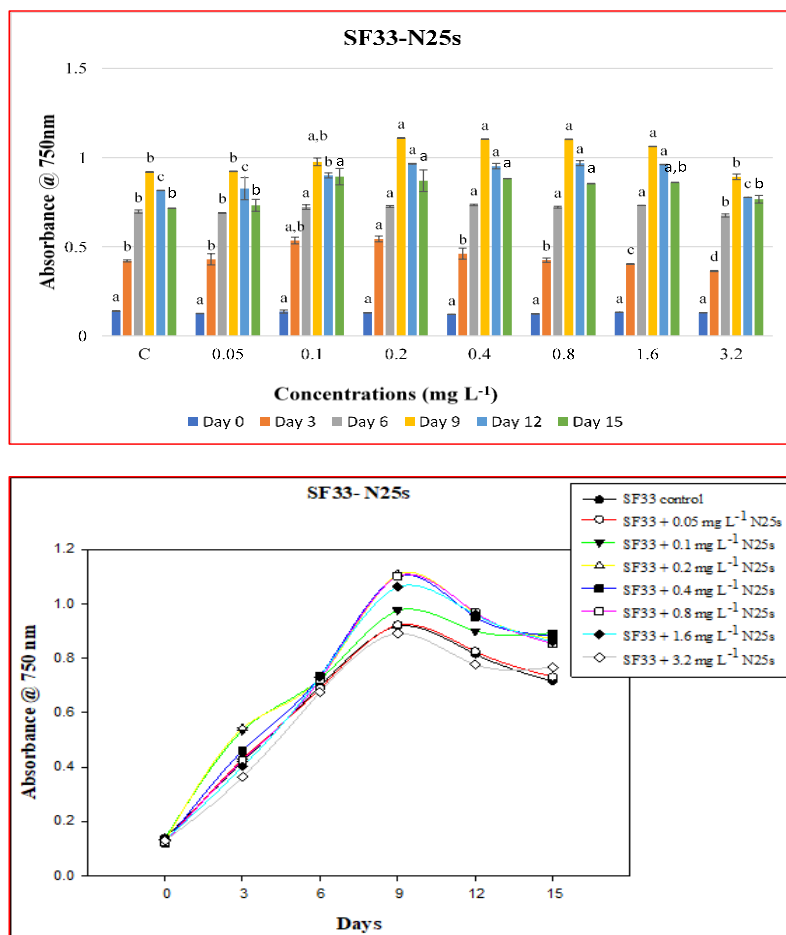 SF33-N25s
Absorbance @ 750nm
1.5
1
0.5
0
a b b b c b
a b b b c b
a a,b a a,b b a
a a a a a a
a b a a a a
a b a a a a
a c a a a a,b
a d b b c b
C 0.05 0.1 0.2 0.4 0.8 1.6 3.2
Concentrations (mg L⁻¹)
Day 0 Day 3 Day 6 Day 9 Day 12 Day 15
SF33- N25s
Absorbance @ 750 nm
1.2
1.0
0.8
0.6
0.4
0.2
0.0
0 3 6 9 12 15
Days
SF33 control
SF33 + 0.05 mg L⁻¹ N25s
SF33 + 0.1 mg L⁻¹ N25s
SF33 + 0.2 mg L⁻¹ N25s
SF33 + 0.4 mg L⁻¹ N25s
SF33 + 0.8 mg L⁻¹ N25s
SF33 + 1.6 mg L⁻¹ N25s
SF33 + 3.2 mg L⁻¹ N25s